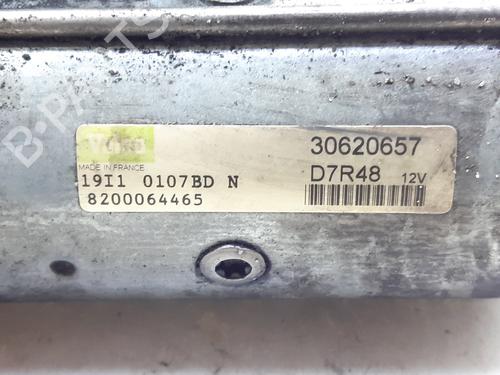 B-PARTS
Valeo
MADE IN FRANCE
19I1 0107BD N
8200064465
30620657
D7R48 12V